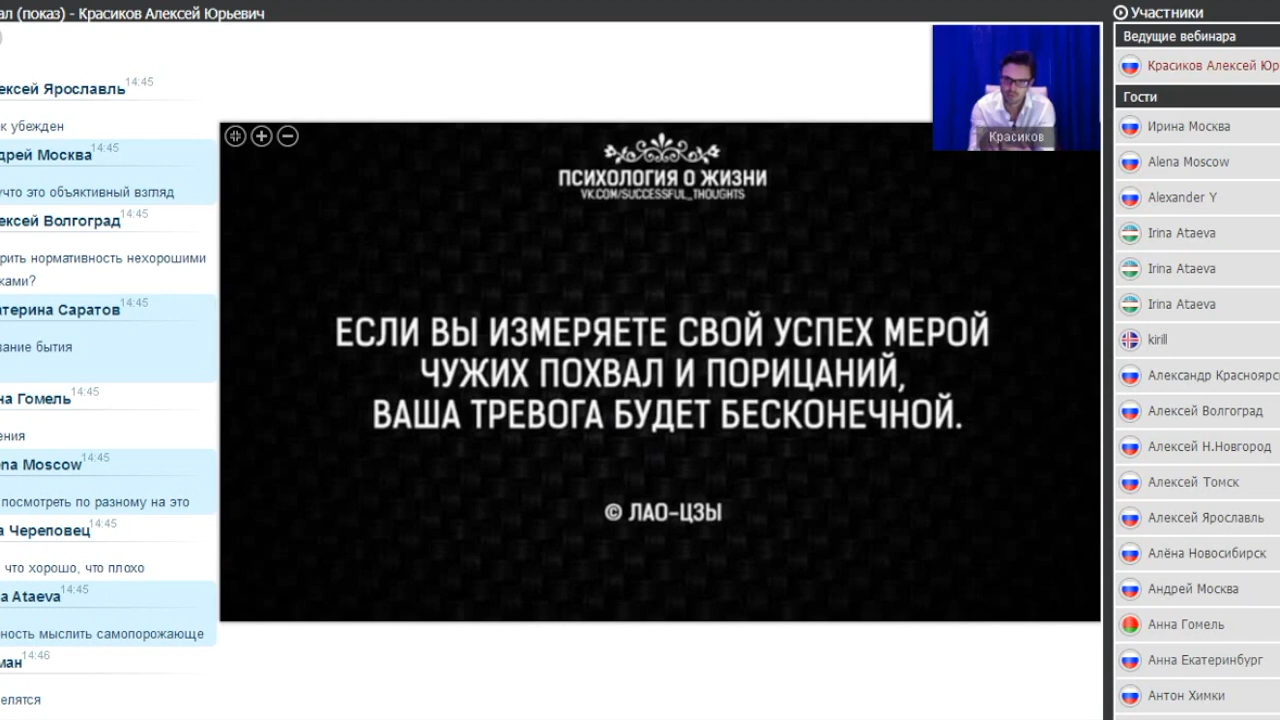 ал (показ) - Красиков Алексей Юрьевич
ексей Ярославль 14:45
к убежден
дрей Москва 14:45
что это объяктивный взгляд
ексей Волгоград 14:45
рить нормативность нехорошими
ками?
атерина Саратов 14:45
вание бытия
на Гомель 14:45
ения
na Moscow 14:45
посмотреть по разному на это
а Череповец 14:45
что хорошо, что плохо
a Ataeva 14:45
ность мыслить самопорожающе
ман 14:46
елятся
ПСИХОЛОГИЯ О ЖИЗНИ
VK.COM/SUCCESSFUL_THOUGHTS
ЕСЛИ ВЫ ИЗМЕРЯЕТЕ СВОЙ УСПЕХ МЕРОЙ
ЧУЖИХ ПОХВАЛ И ПОРИЦАНИЙ,
ВАША ТРЕВОГА БУДЕТ БЕСКОНЕЧНОЙ.
© ЛАО-ЦЗЫ
Красиков
Участники
Ведущие вебинара
Красиков Алексей Юр
Гости
Ирина Москва
Alena Moscow
Alexander Y
Irina Ataeva
Irina Ataeva
Irina Ataeva
kirill
Александр Красноярс
Алексей Волгоград
Алексей Н.Новгород
Алексей Томск
Алексей Ярославль
Алёна Новосибирск
Андрей Москва
Анна Гомель
Анна Екатеринбург
Антон Химки